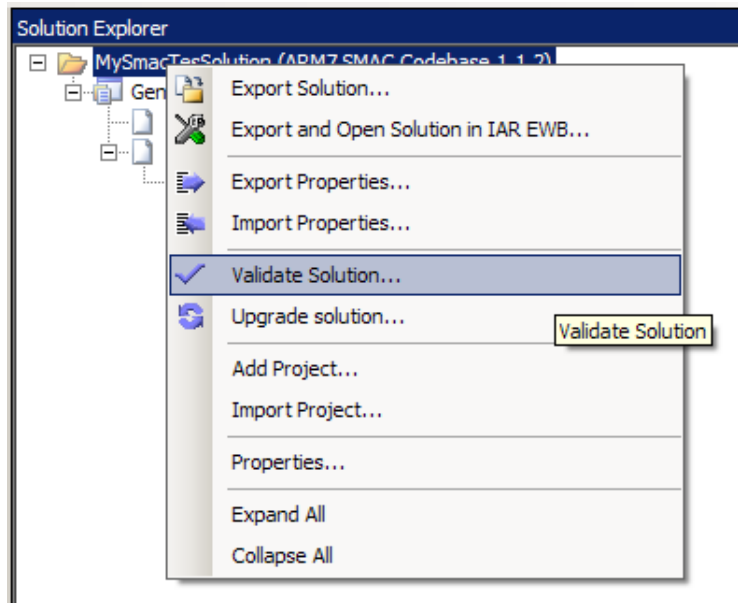 Solution Explorer
MySmacTesSolution (ARM7 SMAC Codebase 1.1.2)
Gen
Export Solution...
Export and Open Solution in IAR EWB...
Export Properties...
Import Properties...
Validate Solution...
Upgrade solution...
Validate Solution
Add Project...
Import Project...
Properties...
Expand All
Collapse All